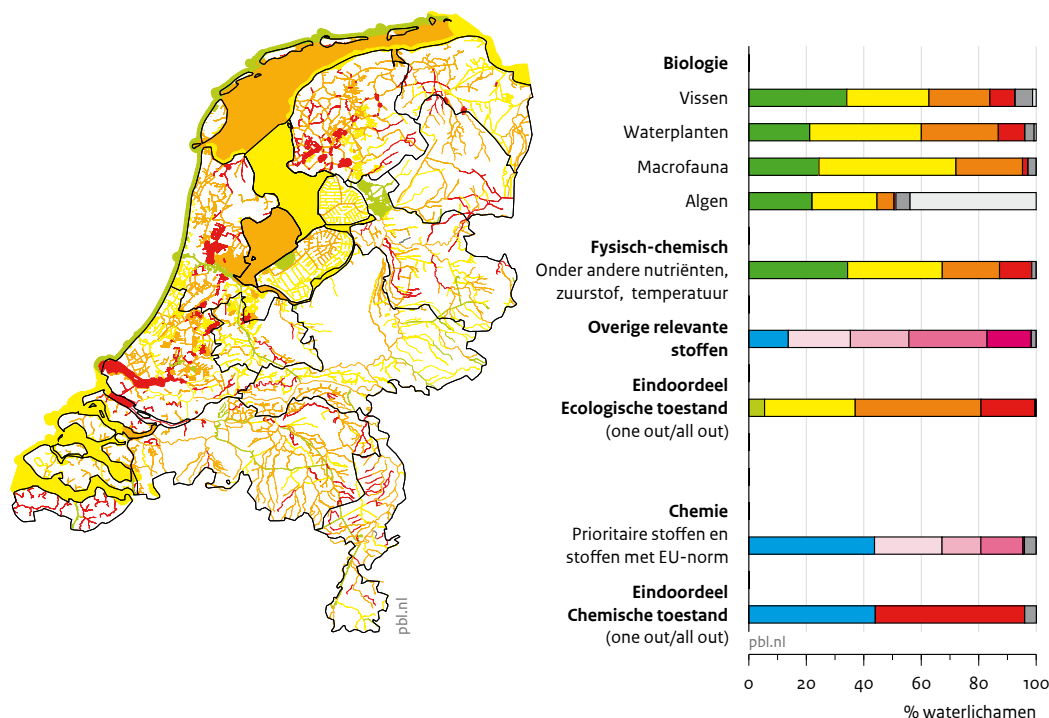 Biologie
Vissen
Waterplanten
Macrofauna
Algen
Fysisch-chemisch
Onder andere nutriënten,
zuurstof, temperatuur
Overige relevante
stoffen
Eindoordeel
Ecologische toestand
(one out/all out)
Chemie
Prioritaire stoffen en
stoffen met EU-norm
Eindoordeel
Chemische toestand
(one out/all out)
pbl.nl
pbl.nl
0 20 40 60 80 100
% waterlichamen